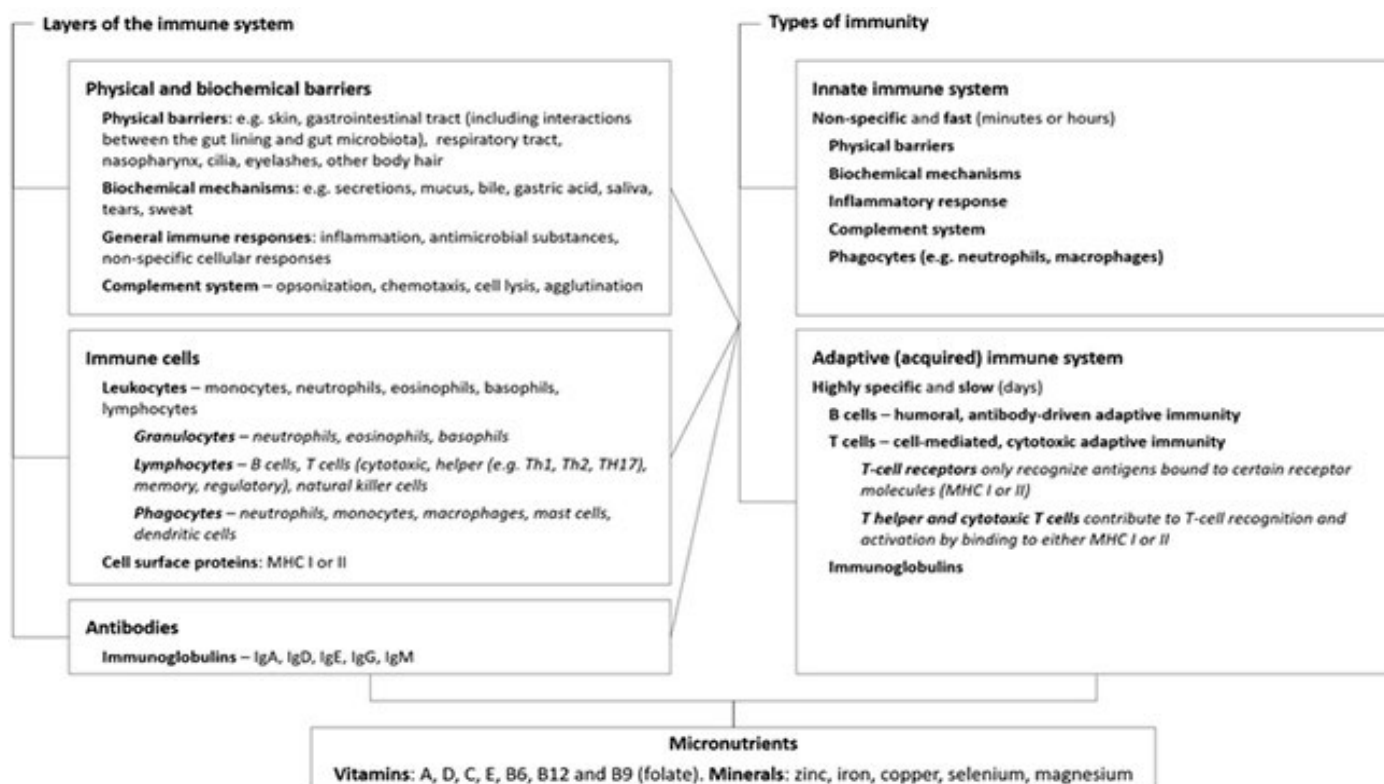 Layers of the immune system
Physical and biochemical barriers
Physical barriers: e.g. skin, gastrointestinal tract (including interactions
between the gut lining and gut microbiota), respiratory tract,
nasopharynx, cilia, eyelashes, other body hair
Biochemical mechanisms: e.g. secretions, mucus, bile, gastric acid, saliva,
tears, sweat
General immune responses: inflammation, antimicrobial substances,
non-specific cellular responses
Complement system – opsonization, chemotaxis, cell lysis, agglutination
Immune cells
Leukocytes – monocytes, neutrophils, eosinophils, basophils,
lymphocytes
Granulocytes – neutrophils, eosinophils, basophils
Lymphocytes – B cells, T cells (cytotoxic, helper (e.g. Th1, Th2, TH17),
memory, regulatory), natural killer cells
Phagocytes – neutrophils, monocytes, macrophages, mast cells,
dendritic cells
Cell surface proteins: MHC I or II
Antibodies
Immunoglobulins – IgA, IgD, IgE, IgG, IgM
Types of immunity
Innate immune system
Non-specific and fast (minutes or hours)
Physical barriers
Biochemical mechanisms
Inflammatory response
Complement system
Phagocytes (e.g. neutrophils, macrophages)
Adaptive (acquired) immune system
Highly specific and slow (days)
B cells – humoral, antibody-driven adaptive immunity
T cells – cell-mediated, cytotoxic adaptive immunity
T-cell receptors only recognize antigens bound to certain receptor
molecules (MHC I or II)
T helper and cytotoxic T cells contribute to T-cell recognition and
activation by binding to either MHC I or II
Immunoglobulins
Micronutrients
Vitamins: A, D, C, E, B6, B12 and B9 (folate). Minerals: zinc, iron, copper, selenium, magnesium